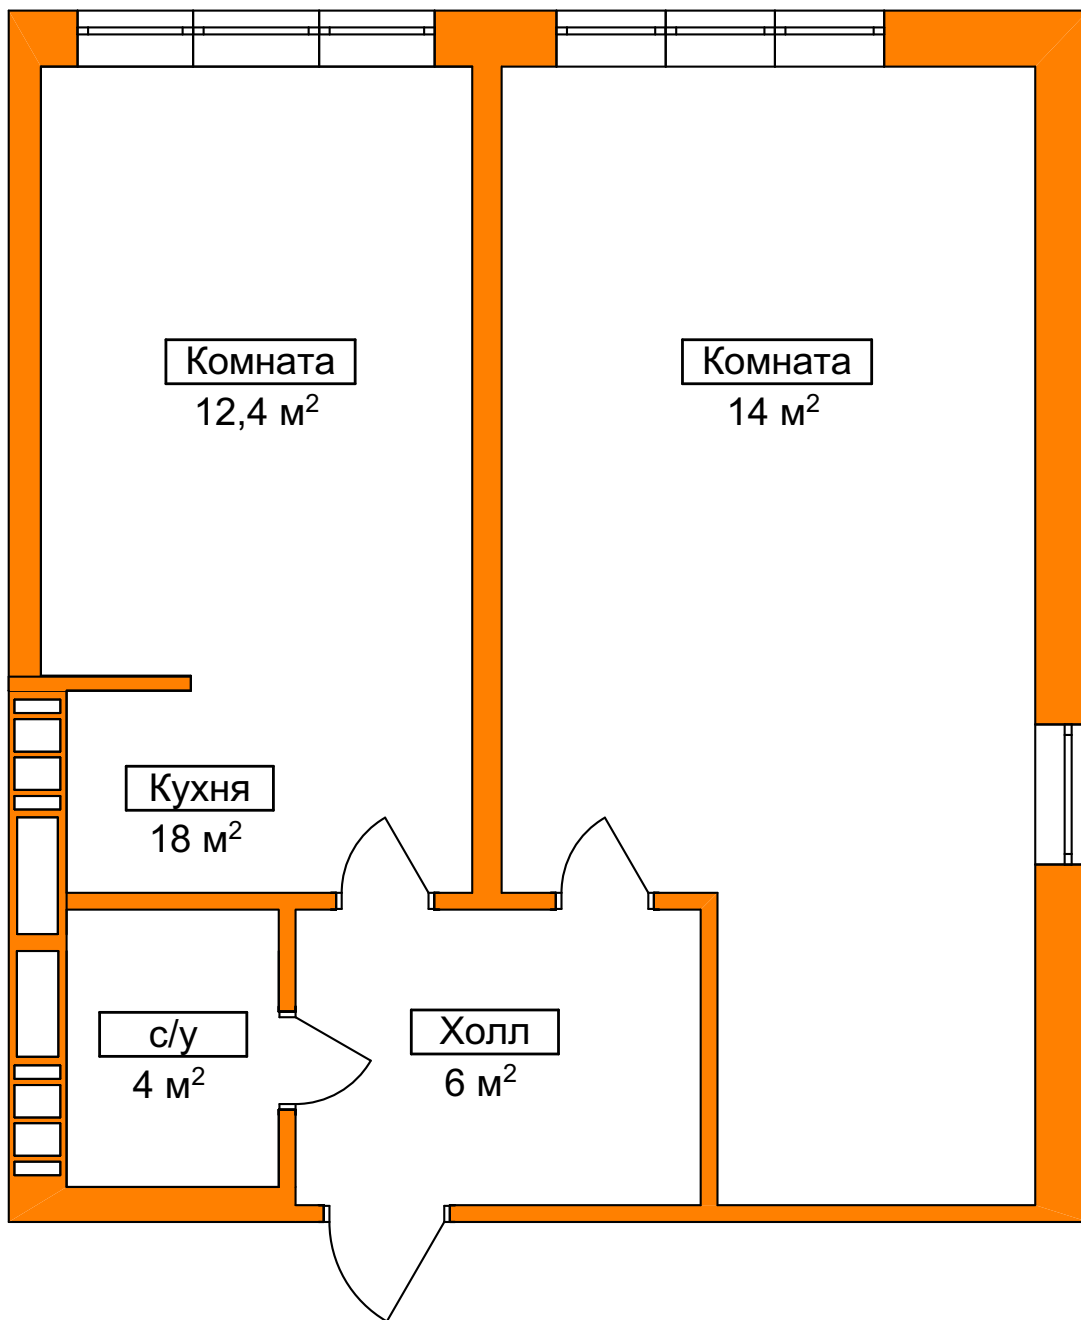 Комната
12,4 м²
Комната
14 м²
Кухня
18 м²
с/у
4 м²
Холл
6 м²